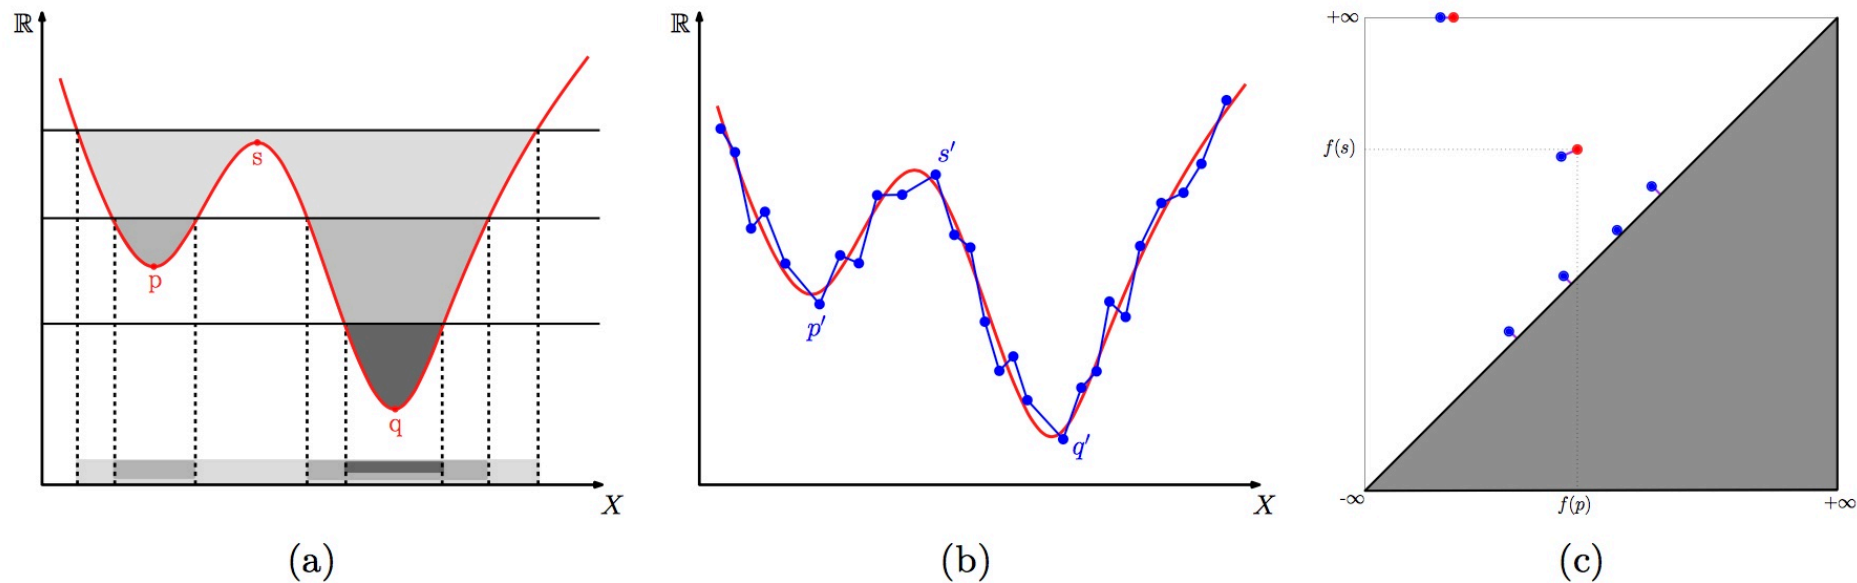 ℝ
s
p
q
X
(a)
ℝ
s′
p′
q′
X
(b)
+∞
f(s)
-∞
f(p)
+∞
(c)